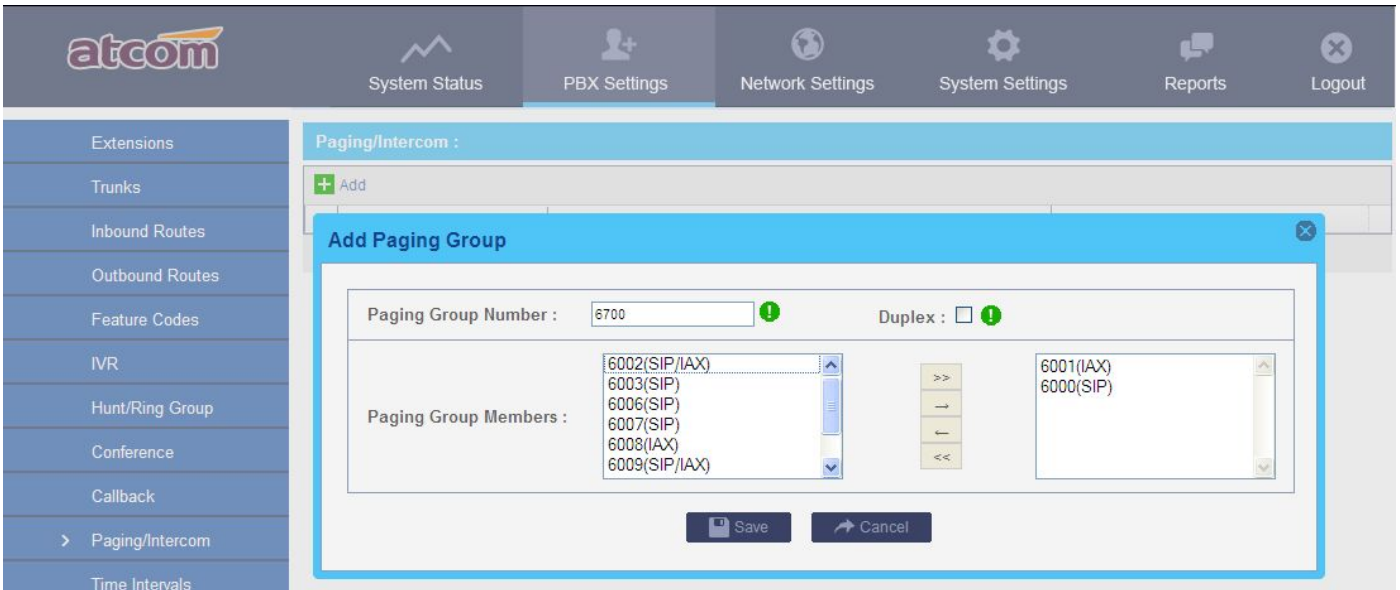 atcom
System Status
PBX Settings
Network Settings
System Settings
Reports
Logout
Extensions
Trunks
Inbound Routes
Outbound Routes
Feature Codes
IVR
Hunt/Ring Group
Conference
Callback
> Paging/Intercom
Time Intervals
Paging/Intercom :
Add
Add Paging Group
Paging Group Number : 6700 Duplex :
Paging Group Members :
6002(SIP/IAX)
6003(SIP)
6006(SIP)
6007(SIP)
6008(IAX)
6009(SIP/IAX)
>>
→
←
<<
6001(IAX)
6000(SIP)
Save Cancel